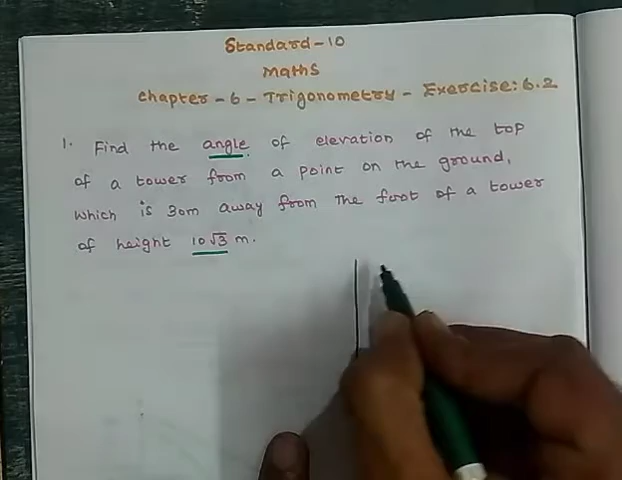 Standard-10
Maths
Chapter - 6 - Trigonometry - Exercise: 6.2
1. Find the angle of elevation of the top
of a tower from a point on the ground,
which is 30m away from the foot of a tower
of height 10√3 m.